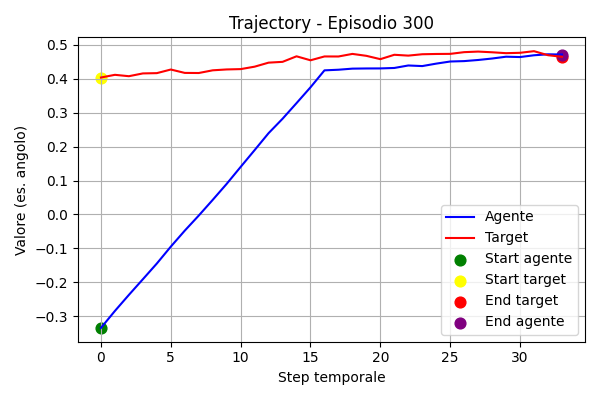 Trajectory - Episodio 300
Valore (es. angolo)
0.5
0.4
0.3
0.2
0.1
0.0
−0.1
−0.2
−0.3
0 5 10 15 20 25 30
Step temporale
Agente
Target
Start agente
Start target
End target
End agente